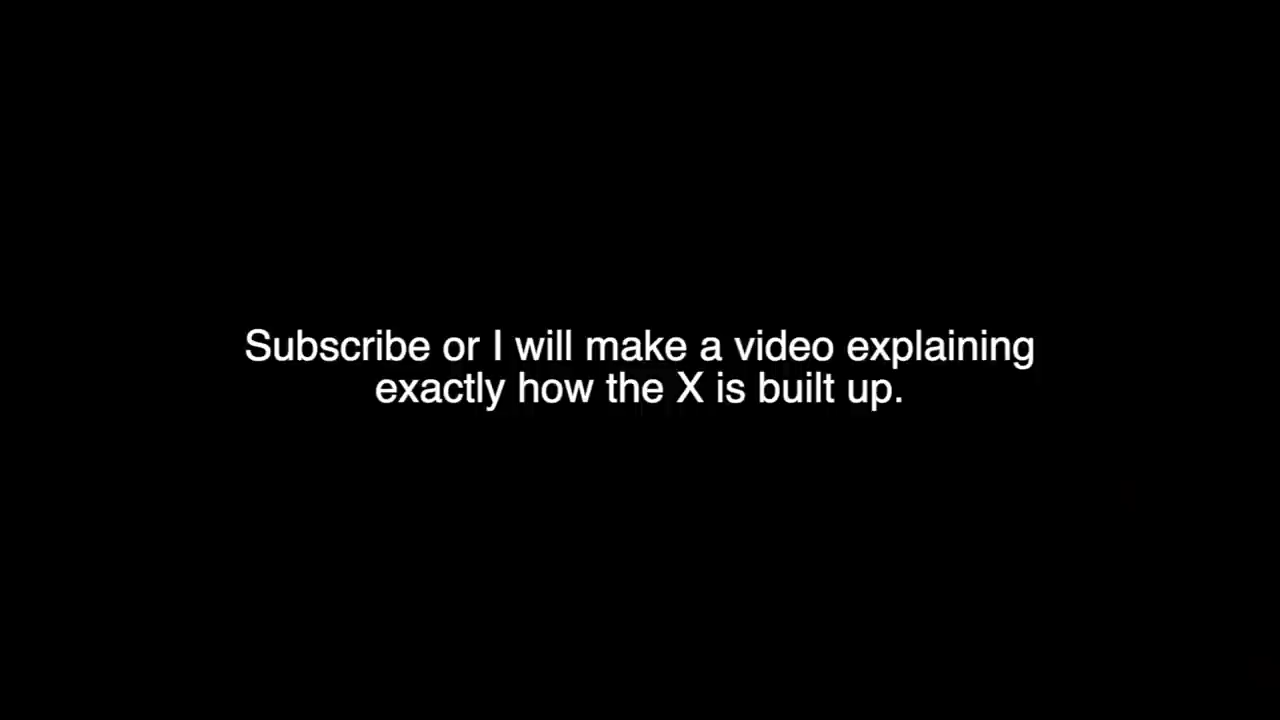 Subscribe or I will make a video explaining
exactly how the X is built up.